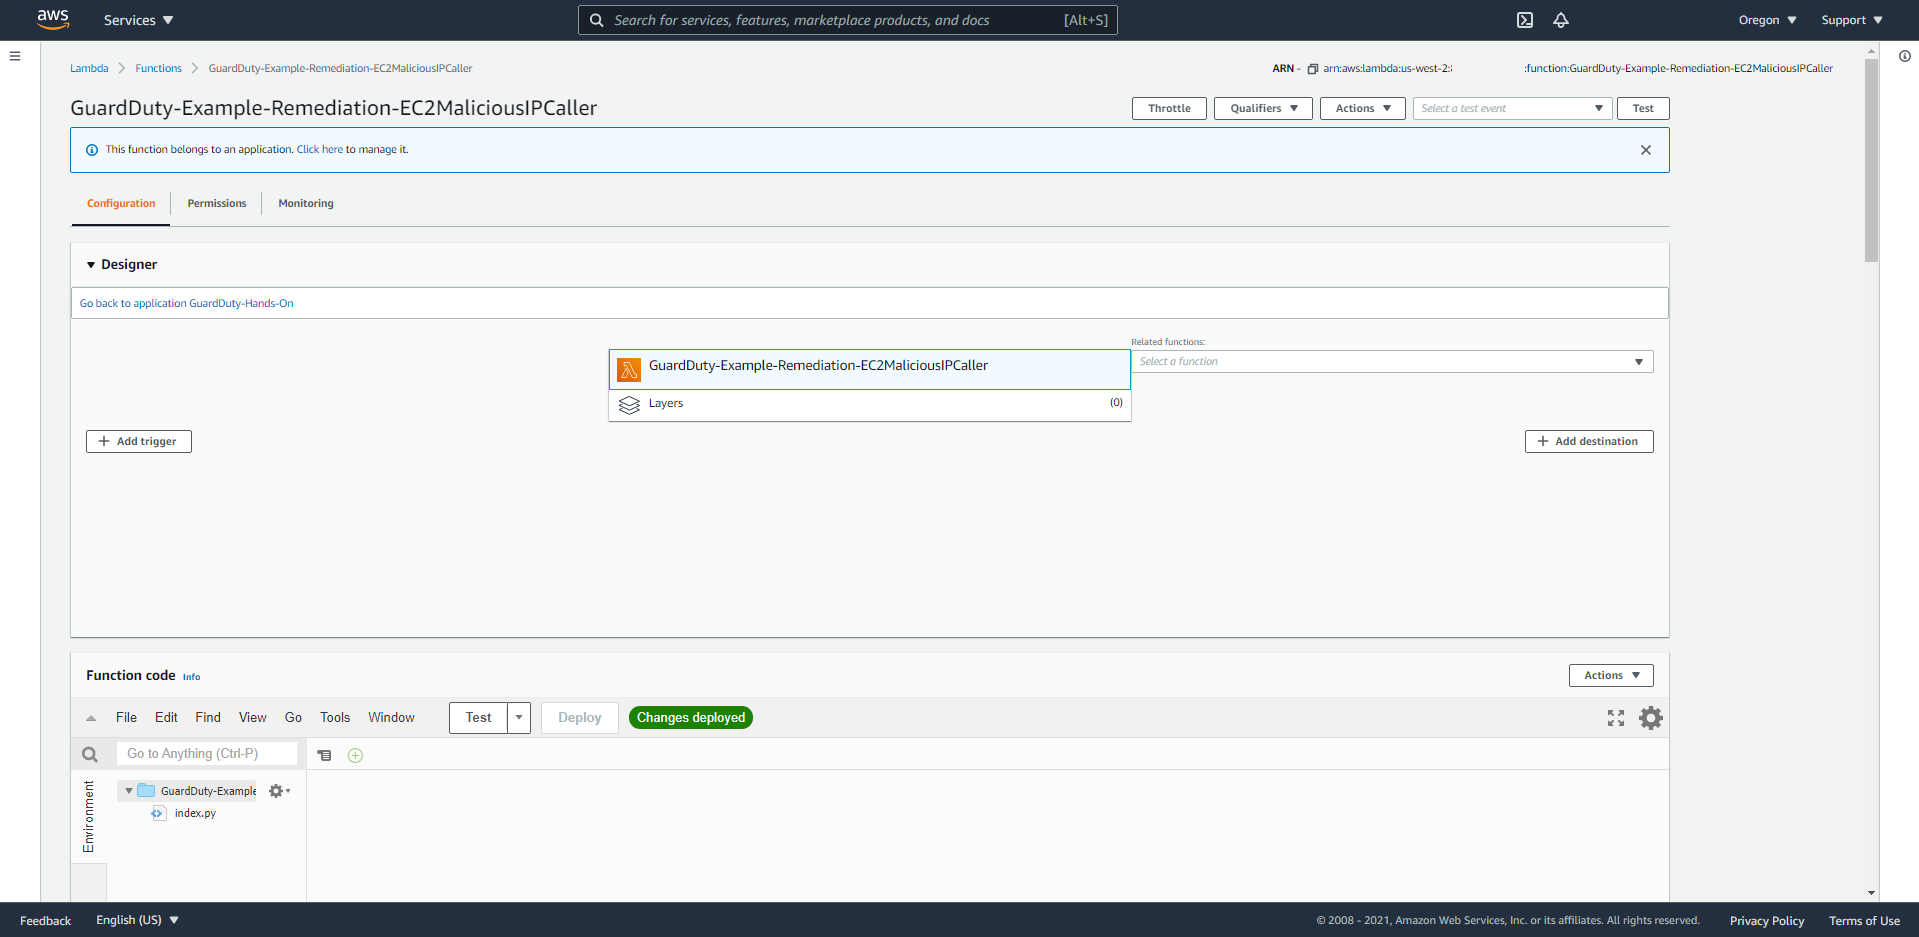 aws Services Search for services, features, marketplace products, and docs [Alt+S] Oregon Support
Lambda Functions GuardDuty-Example-Remediation-EC2MaliciousIPCaller ARN - arn:aws:lambda:us-west-2: :function:GuardDuty-Example-Remediation-EC2MaliciousIPCaller
GuardDuty-Example-Remediation-EC2MaliciousIPCaller Throttle Qualifiers Actions Select a test event Test
This function belongs to an application. Click here to manage it.
Configuration Permissions Monitoring
Designer
Go back to application GuardDuty-Hands-On
Related functions:
GuardDuty-Example-Remediation-EC2MaliciousIPCaller Select a function
Layers (0)
Add trigger Add destination
Function code Info Actions
File Edit Find View Go Tools Window Test Deploy Changes deployed
Go to Anything (Ctrl-P)
Environment
GuardDuty-Example
index.py
Feedback English (US) © 2008 - 2021, Amazon Web Services, Inc. or its affiliates. All rights reserved. Privacy Policy Terms of Use